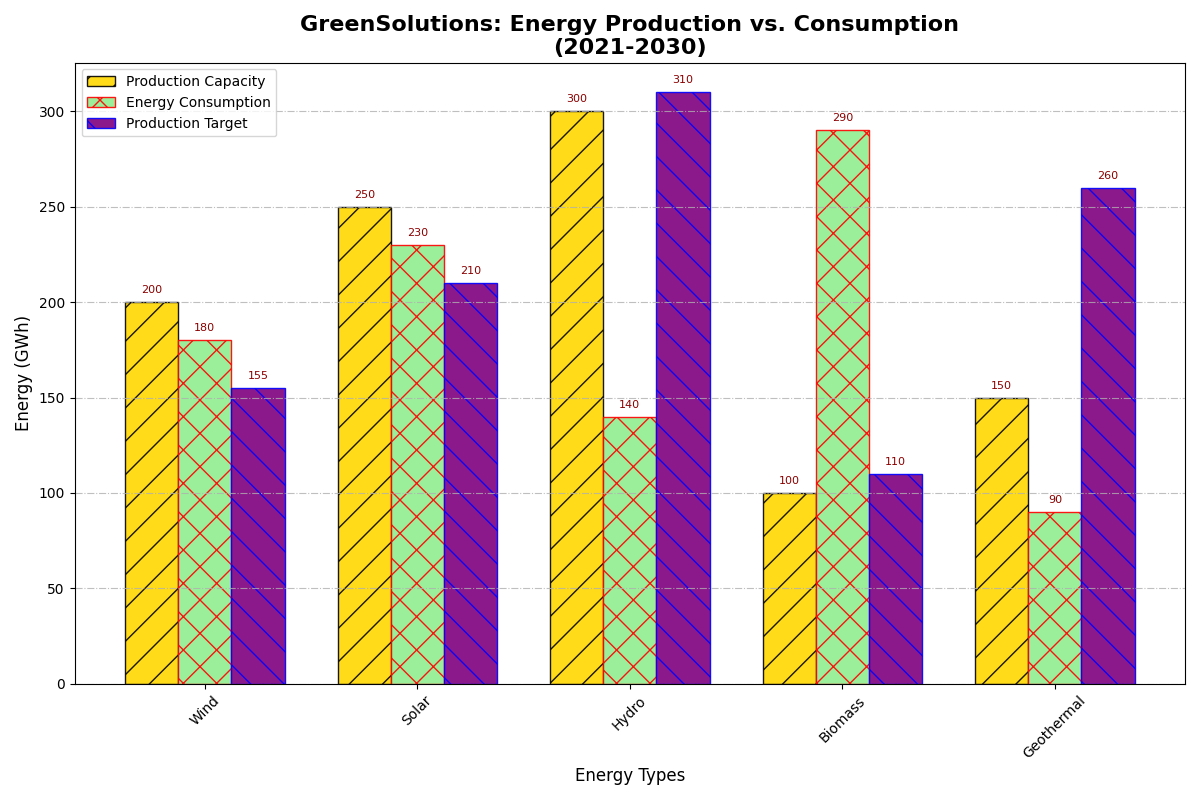 GreenSolutions: Energy Production vs. Consumption
(2021-2030)
Production Capacity
Energy Consumption
Production Target
Energy (GWh)
300
250
200
150
100
50
0
200
180
155
250
230
210
300
140
310
100
290
110
150
90
260
Wind
Solar
Hydro
Biomass
Geothermal
Energy Types